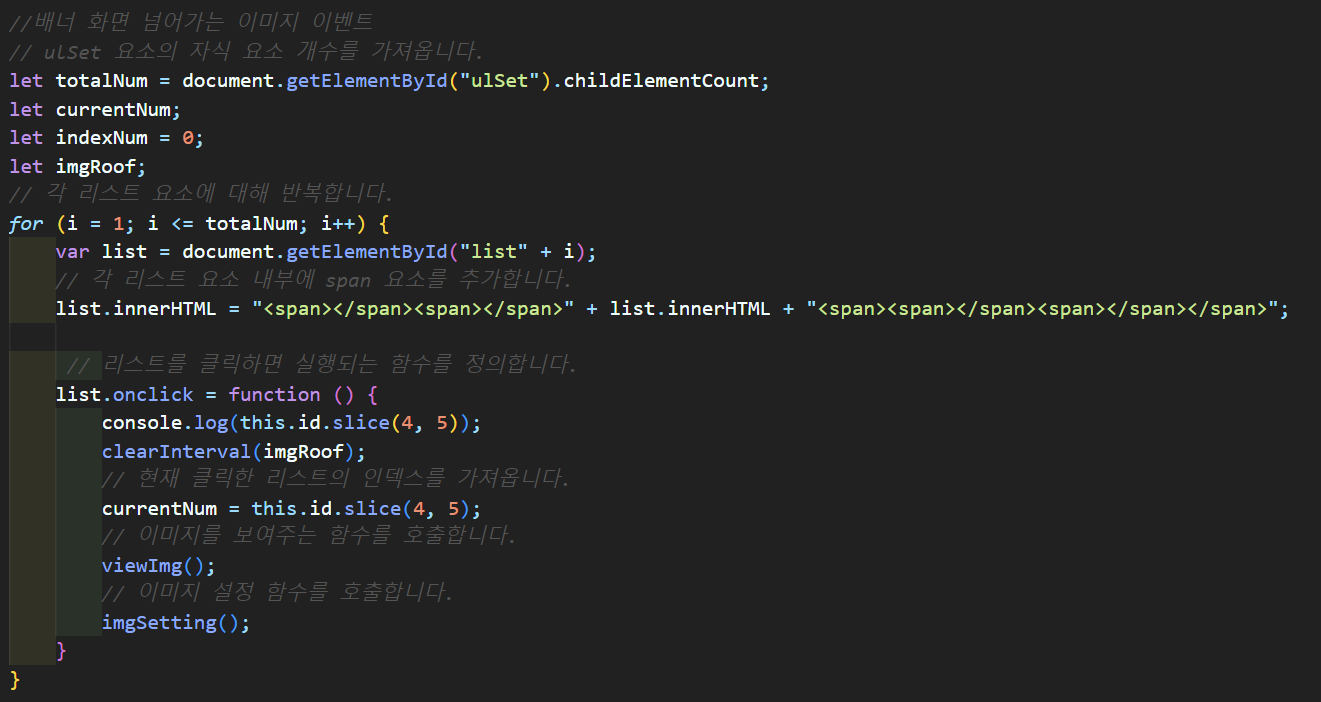 //배너 화면 넘어가는 이미지 이벤트
// ulSet 요소의 자식 요소 개수를 가져옵니다.
let totalNum = document.getElementById("ulSet").childElementCount;
let currentNum;
let indexNum = 0;
let imgRoof;
// 각 리스트 요소에 대해 반복합니다.
for (i = 1; i <= totalNum; i++) {
    var list = document.getElementById("list" + i);
    // 각 리스트 요소 내부에 span 요소를 추가합니다.
    list.innerHTML = "<span></span><span></span>" + list.innerHTML + "<span><span></span><span></span></span>";
     // 리스트를 클릭하면 실행되는 함수를 정의합니다.
    list.onclick = function () {
        console.log(this.id.slice(4, 5));
        clearInterval(imgRoof);
        // 현재 클릭한 리스트의 인덱스를 가져옵니다.
        currentNum = this.id.slice(4, 5);
        // 이미지를 보여주는 함수를 호출합니다.
        viewImg();
        // 이미지 설정 함수를 호출합니다.
        imgSetting();
    }
}